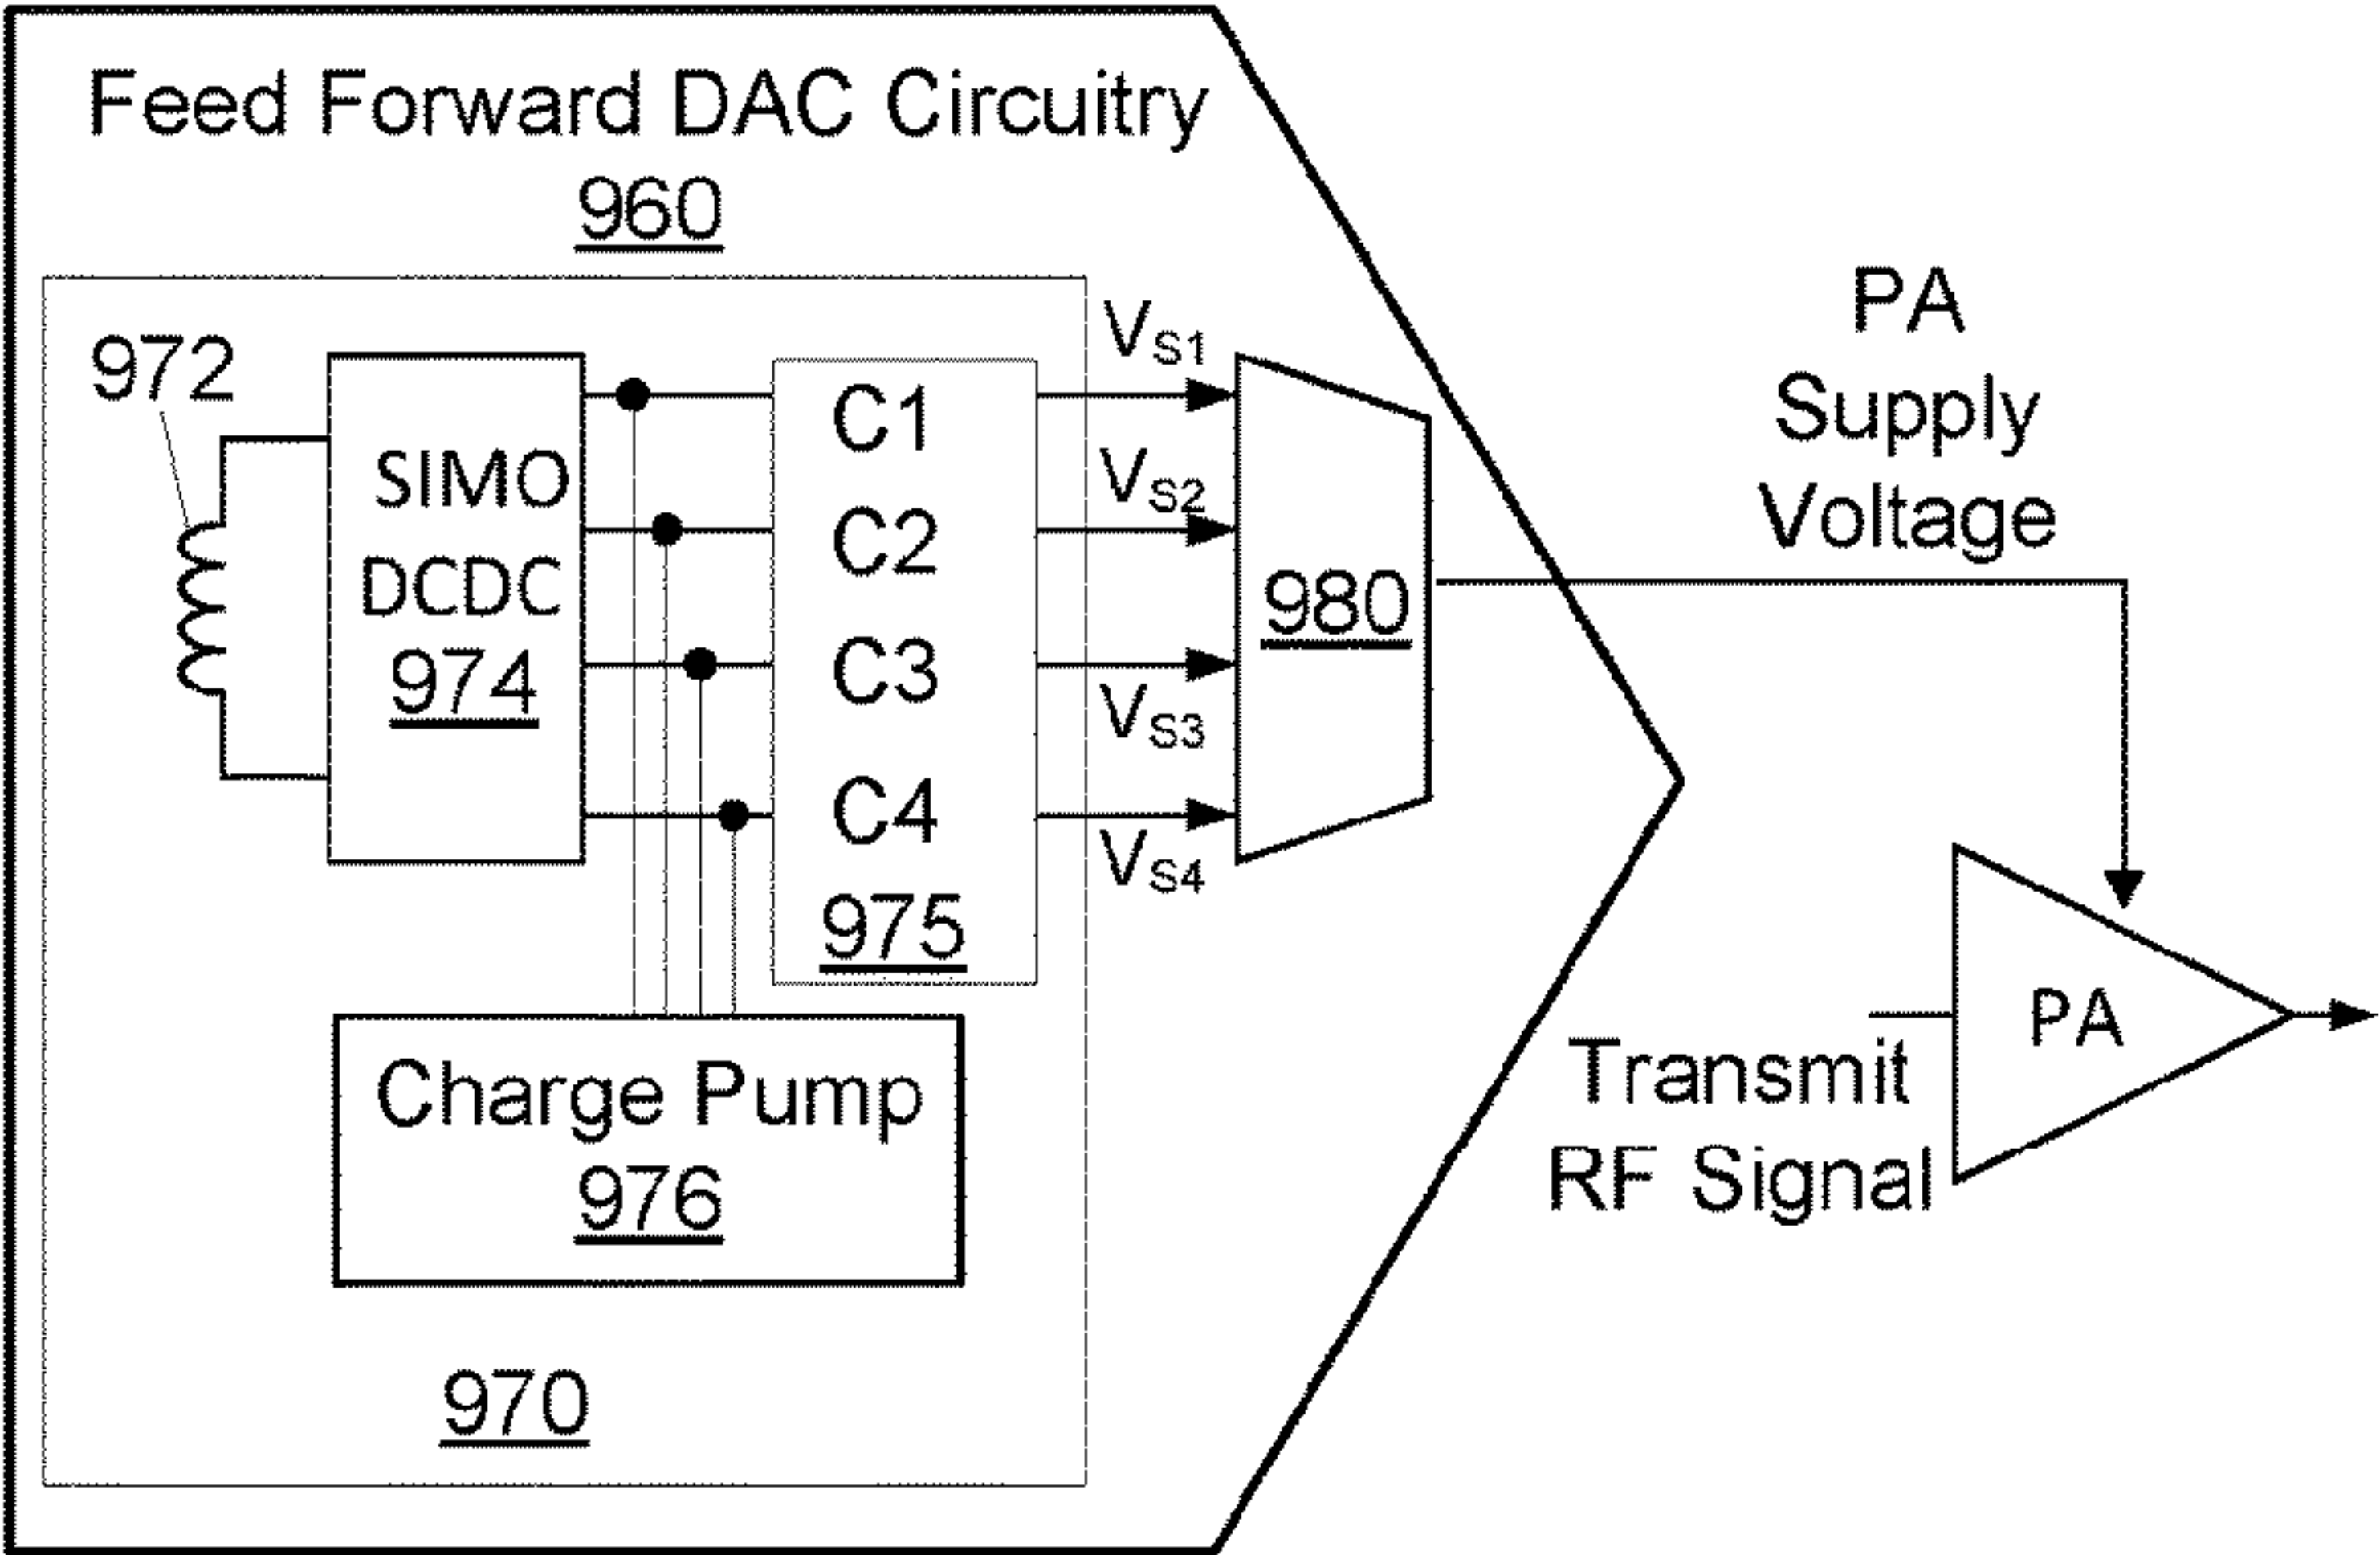 Feed Forward DAC Circuitry
960
972
SIMO
DCDC
974
C1
C2
C3
C4
975
VS1
VS2
VS3
VS4
980
Charge Pump
976
970
PA
Supply
Voltage
PA
Transmit
RF Signal